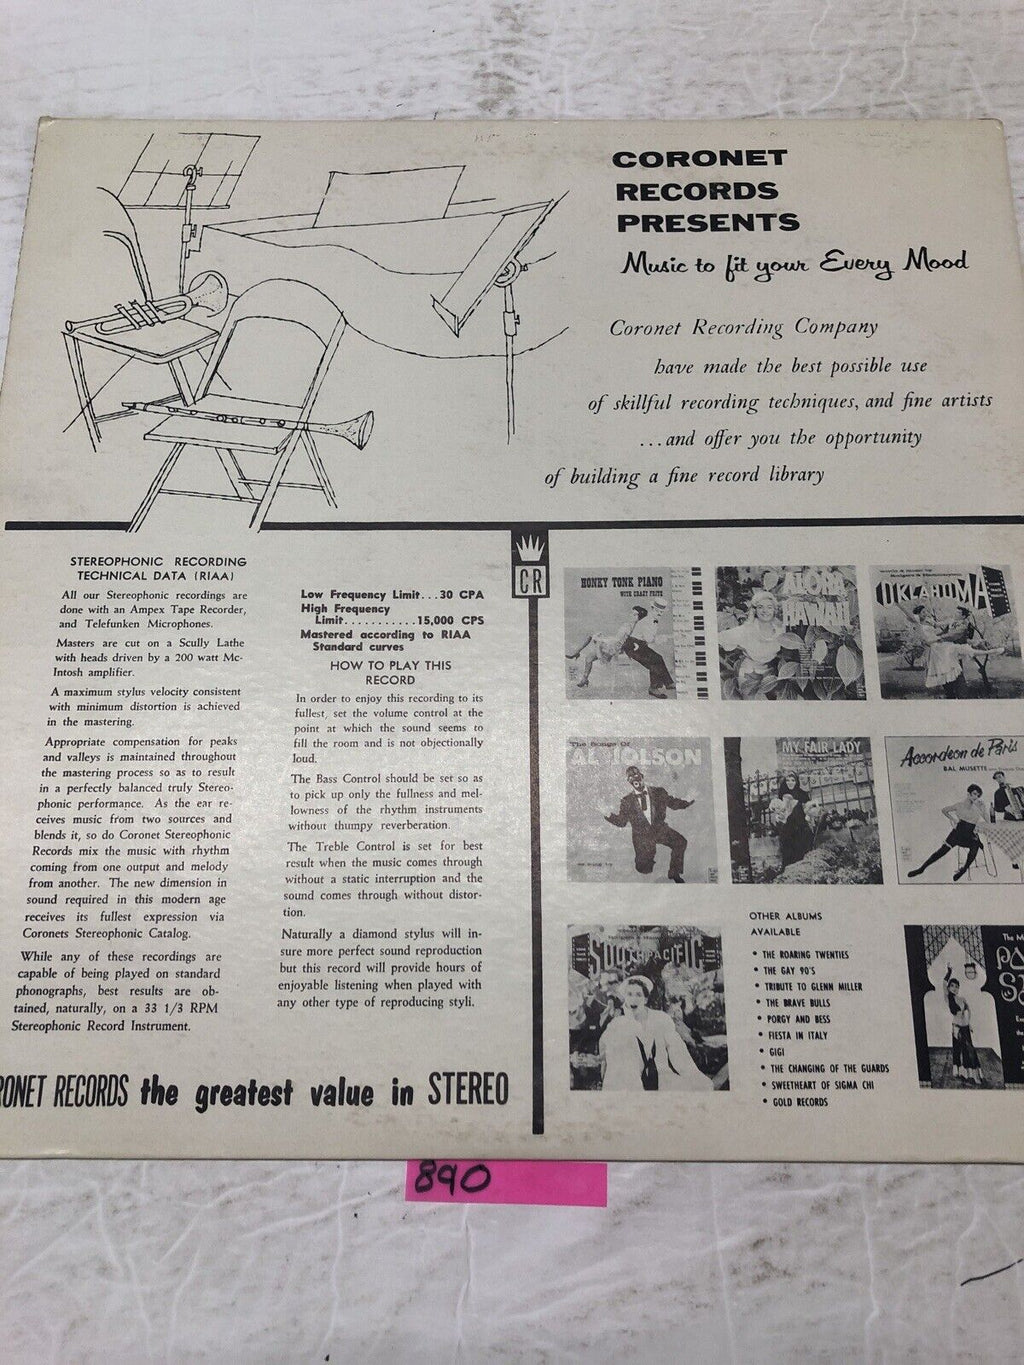 CORONET
RECORDS
PRESENTS
Music to fit your Every Mood
Coronet Recording Company
have made the best possible use
of skillful recording techniques, and fine artists
...and offer you the opportunity
of building a fine record library
STEREOPHONIC RECORDING
TECHNICAL DATA (RIAA)
All our Stereophonic recordings are
done with an Ampex Tape Recorder,
and Telefunken Microphones.
Masters are cut on a Scully Lathe
with heads driven by a 200 watt Mc-
Intosh amplifier.
A maximum stylus velocity consistent
with minimum distortion is achieved
in the mastering.
Appropriate compensation for peaks
and valleys is maintained throughout
the mastering process so as to result
in a perfectly balanced truly Stereo-
phonic performance. As the ear re-
ceives music from two sources and
blends it, so do Coronet Stereophonic
Records mix the music with rhythm
coming from one output and melody
from another. The new dimension in
sound required in this modern age
receives its fullest expression via
Coronets Stereophonic Catalog.
While any of these recordings are
capable of being played on standard
phonographs, best results are ob-
tained, naturally, on a 33 1/3 RPM
Stereophonic Record Instrument.
Low Frequency Limit...30 CPA
High Frequency
Limit...........15,000 CPS
Mastered according to RIAA
Standard curves
HOW TO PLAY THIS
RECORD
In order to enjoy this recording to its
fullest, set the volume control at the
point at which the sound seems to
fill the room and is not objectionally
loud.
The Bass Control should be set so as
to pick up only the fullness and mel-
lowness of the rhythm instruments
without thumpy reverberation.
The Treble Control is set for best
result when the music comes through
without a static interruption and the
sound comes through without distor-
tion.
Naturally a diamond stylus will in-
sure more perfect sound reproduction
but this record will provide hours of
enjoyable listening when played with
any other type of reproducing styli.
RONET RECORDS the greatest value in STEREO
CR
HONKY TONK PIANO
WITH CRAZY FRITZ
ALOHA
HAWAII
OKLAHOMA
The Songs Of
AL JOLSON
MY FAIR LADY
Accordeon de Paris
BAL MUSETTE
SOUTH PACIFIC
OTHER ALBUMS
AVAILABLE
• THE ROARING TWENTIES
• THE GAY 90'S
• TRIBUTE TO GLENN MILLER
• THE BRAVE BULLS
• PORGY AND BESS
• FIESTA IN ITALY
• GIGI
• THE CHANGING OF THE GUARDS
• SWEETHEART OF SIGMA CHI
• GOLD RECORDS
The M
890